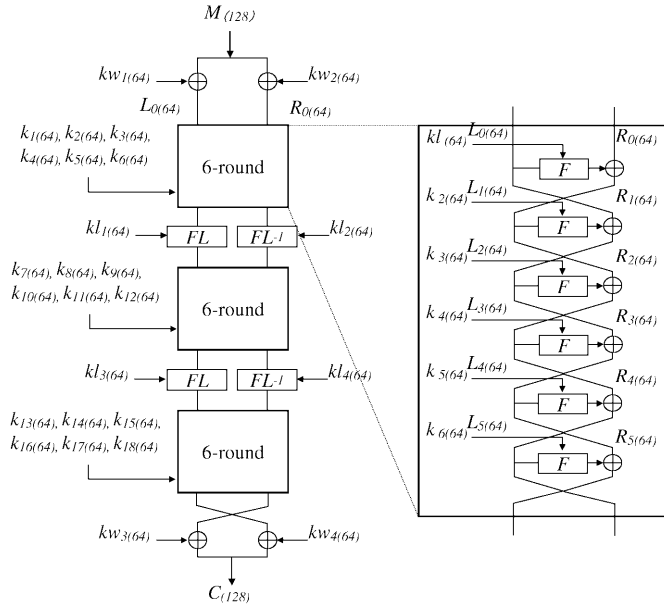 M(128)
kw1(64)
kw2(64)
L0(64)
R0(64)
k1(64), k2(64), k3(64),
k4(64), k5(64), k6(64)
6-round
kl1(64)
FL
FL-1
kl2(64)
k7(64), k8(64), k9(64),
k10(64), k11(64), k12(64)
6-round
kl3(64)
FL
FL-1
kl4(64)
k13(64), k14(64), k15(64),
k16(64), k17(64), k18(64)
6-round
kw3(64)
kw4(64)
C(128)
kl (64) L0(64) R0(64)
F
k 2(64) L1(64) R1(64)
F
k 3(64) L2(64) R2(64)
F
k 4(64) L3(64) R3(64)
F
k 5(64) L4(64) R4(64)
F
k 6(64) L5(64) R5(64)
F